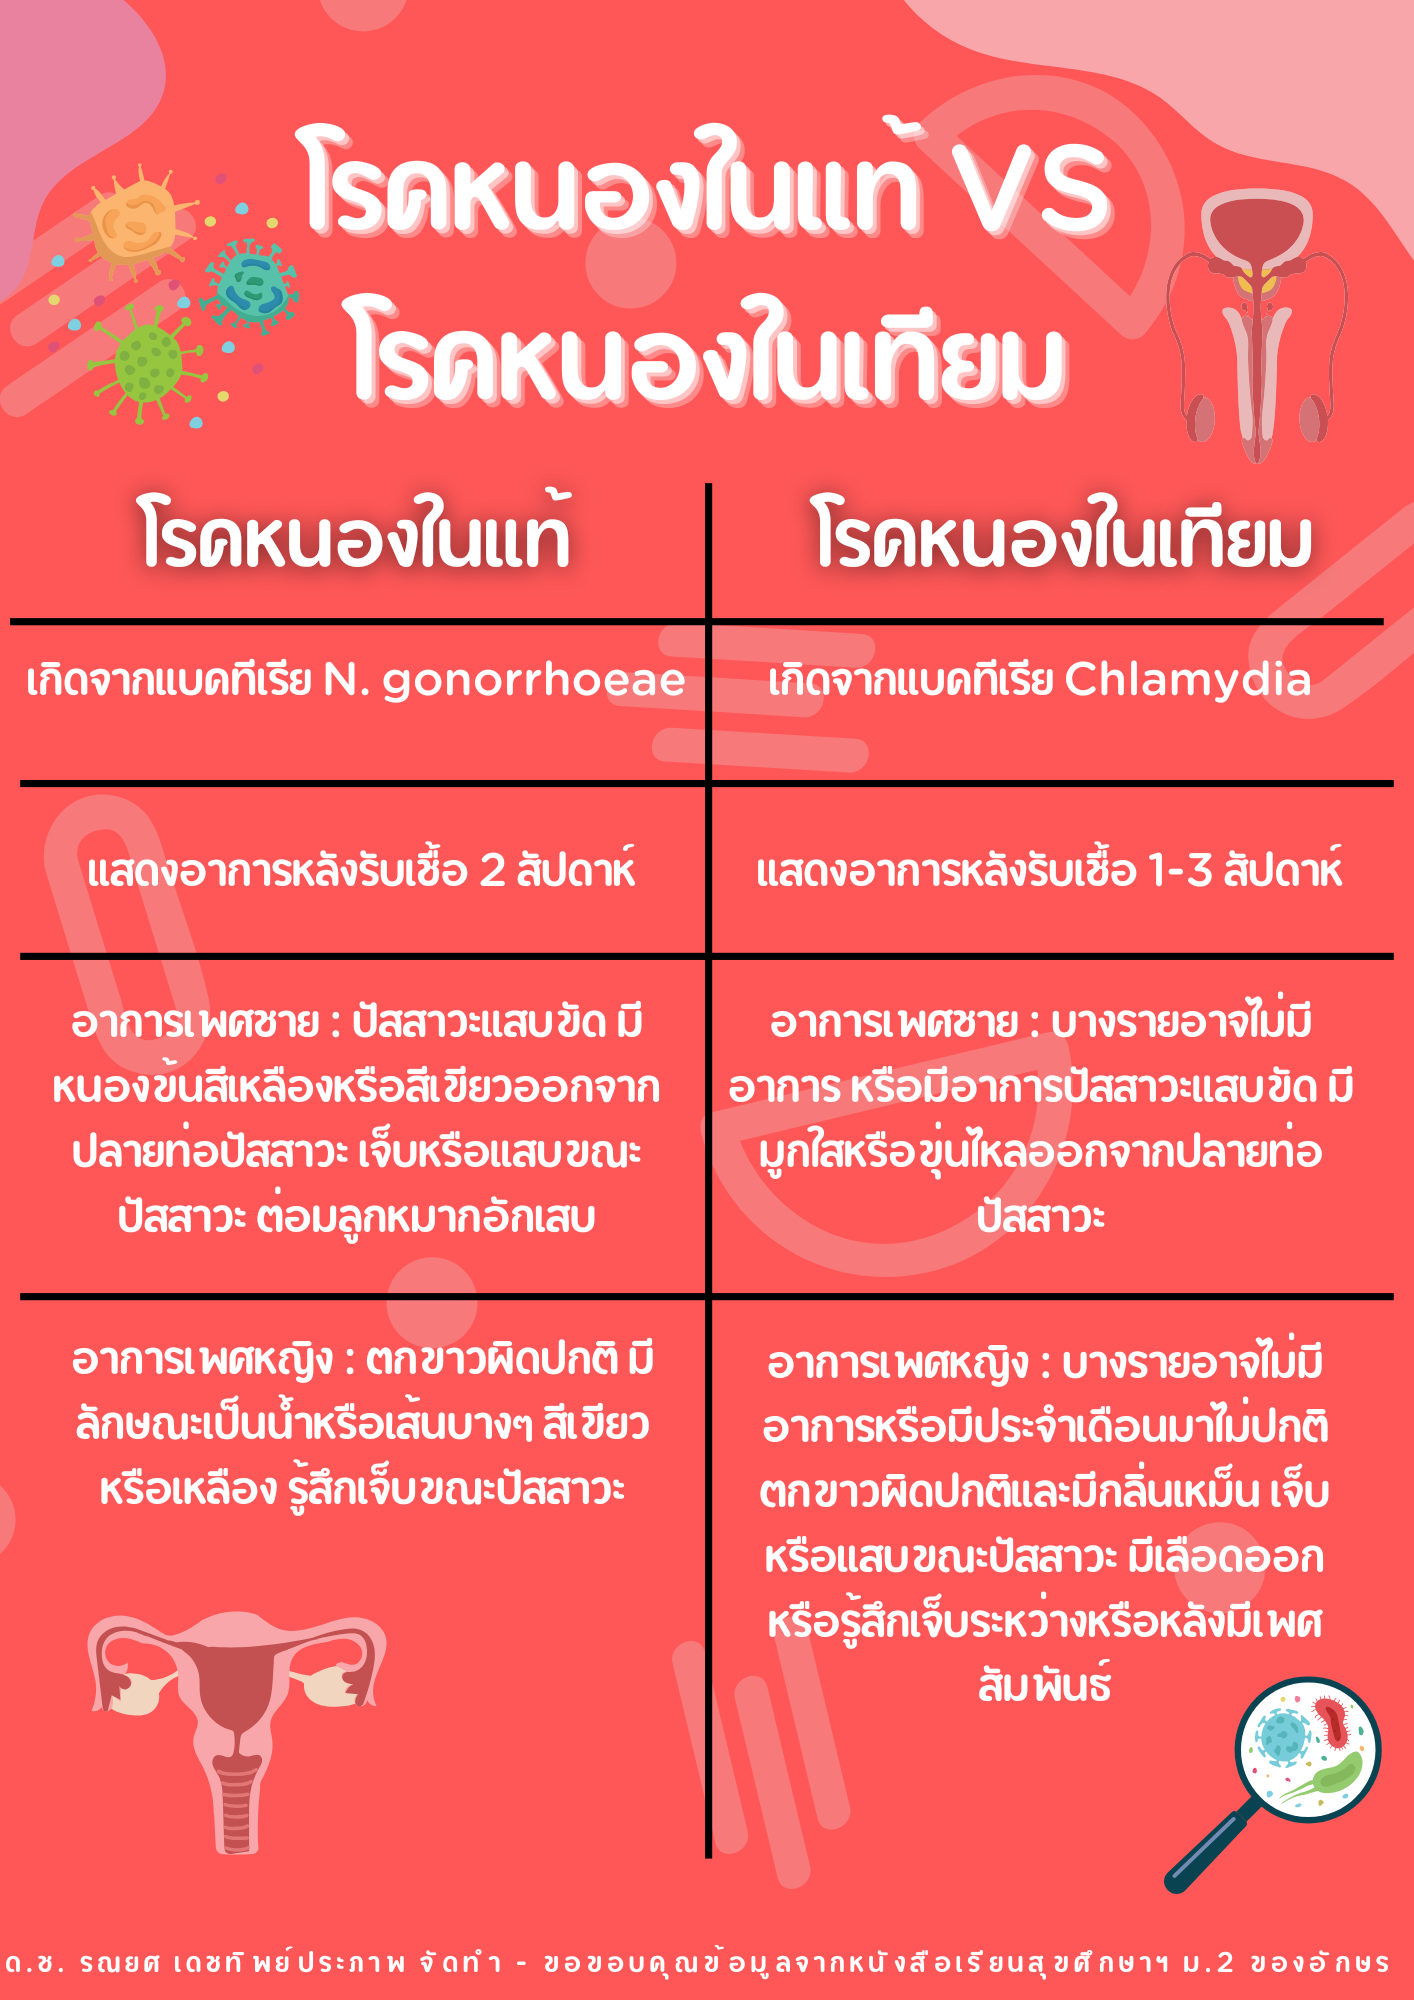 โรคหนองในแท้ VS
โรคหนองในเทียม
โรคหนองในแท้
โรคหนองในเทียม
เกิดจากแบคทีเรีย N. gonorrhoeae
เกิดจากแบคทีเรีย Chlamydia
แสดงอาการหลังรับเชื้อ 2 สัปดาห์
แสดงอาการหลังรับเชื้อ 1-3 สัปดาห์
อาการเพศชาย : ปัสสาวะแสบขัด มี
หนองข้นสีเหลืองหรือสีเขียวออกจาก
ปลายท่อปัสสาวะ เจ็บหรือแสบขณะ
ปัสสาวะ ต่อมลูกหมากอักเสบ
อาการเพศชาย : บางรายอาจไม่มี
อาการ หรือมีอาการปัสสาวะแสบขัด มี
มูกใสหรือขุ่นไหลออกจากปลายท่อ
ปัสสาวะ
อาการเพศหญิง : ตกขาวผิดปกติ มี
ลักษณะเป็นน้ำหรือเส้นบางๆ สีเขียว
หรือเหลือง รู้สึกเจ็บขณะปัสสาวะ
อาการเพศหญิง : บางรายอาจไม่มี
อาการหรือมีประจำเดือนมาไม่ปกติ
ตกขาวผิดปกติและมีกลิ่นเหม็น เจ็บ
หรือแสบขณะปัสสาวะ มีเลือดออก
หรือรู้สึกเจ็บระหว่างหรือหลังมีเพศ
สัมพันธ์
ด.ช. รณยศ เดชทิพย์ประภาพ จัดทำ - ขอขอบคุณข้อมูลจากหนังสือเรียนสุขศึกษาฯ ม.2 ของอักษร